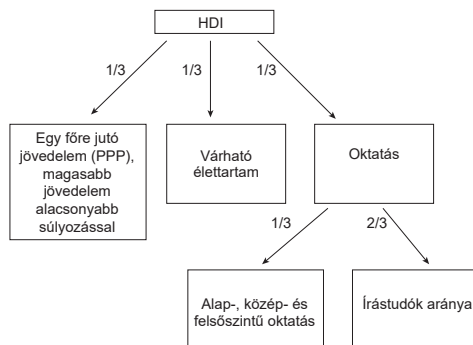 HDI
1/3
1/3
1/3
Egy főre jutó
jövedelem (PPP),
magasabb
jövedelem
alacsonyabb
súlyozással
Várható
élettartam
Oktatás
1/3
2/3
Alap-, közép- és
felsőszintű oktatás
Írástudók aránya